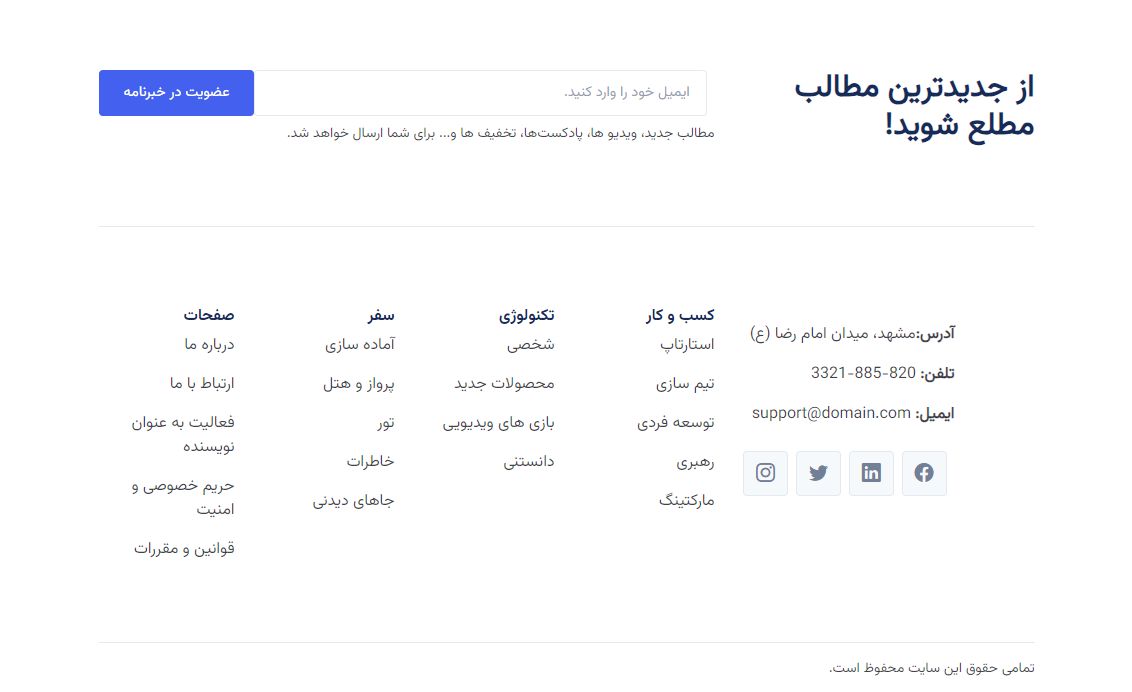 از جدیدترین مطالب
مطلع شوید!
ایمیل خود را وارد کنید.
عضویت در خبرنامه
مطالب جدید، ویدیو ها، پادکست‌ها، تخفیف ها و... برای شما ارسال خواهد شد.
آدرس:مشهد، میدان امام رضا (ع)
تلفن: 820-885-3321
ایمیل: support@domain.com
کسب و کار
استارتاپ
تیم سازی
توسعه فردی
رهبری
مارکتینگ
تکنولوژی
شخصی
محصولات جدید
بازی های ویدیویی
دانستنی
سفر
آماده سازی
پرواز و هتل
تور
خاطرات
جاهای دیدنی
صفحات
درباره ما
ارتباط با ما
فعالیت به عنوان
نویسنده
حریم خصوصی و
امنیت
قوانین و مقررات
تمامی حقوق این سایت محفوظ است.